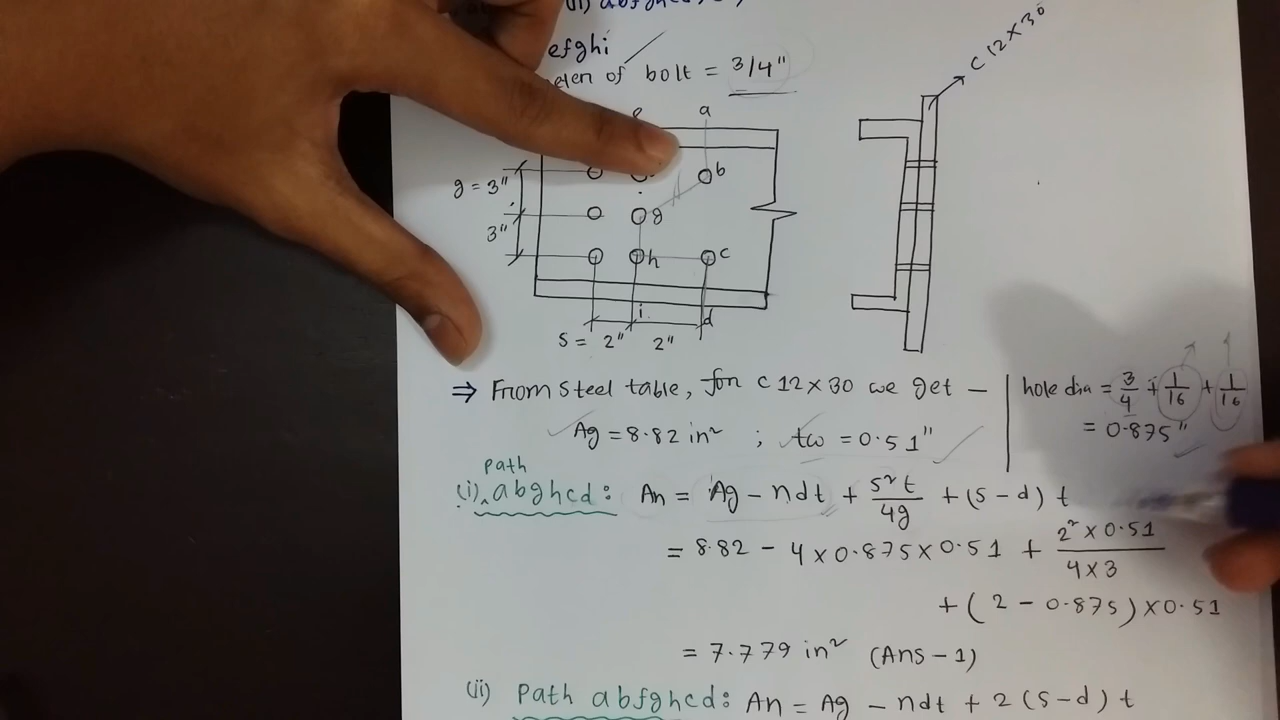 efghi
of bolt = 3/4"
C 12 X 30
a
b
g = 3"
g
3"
h
c
i
d
S = 2" 2"
⇒ From Steel table, for C 12 X 30 we get —
hole dia = 3/4 + 1/16 + 1/16
Ag = 8.82 in² ; tw = 0.51"
= 0.875"
path
(i) abghcd: An = Ag - ndt + s²t/4g + (s - d) t
= 8.82 - 4 x 0.875 x 0.51 + 2² x 0.51/4 x 3
+ (2 - 0.875) x 0.51
= 7.779 in² (Ans - 1)
(ii) Path abfghcd: An = Ag - ndt + 2 (s - d) t